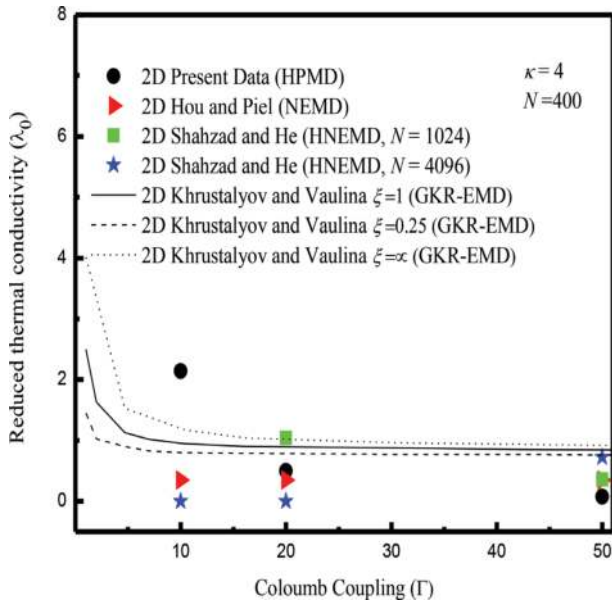 8
6
4
2
0
10
20
30
40
50
Reduced thermal conductivity (λ0)
Coloumb Coupling (Γ)
2D Present Data (HPMD)
2D Hou and Piel (NEMD)
2D Shahzad and He (HNEMD, N = 1024)
2D Shahzad and He (HNEMD, N = 4096)
2D Khrustalyov and Vaulina ξ=1 (GKR-EMD)
2D Khrustalyov and Vaulina ξ=0.25 (GKR-EMD)
2D Khrustalyov and Vaulina ξ=∝ (GKR-EMD)
κ = 4
N=400